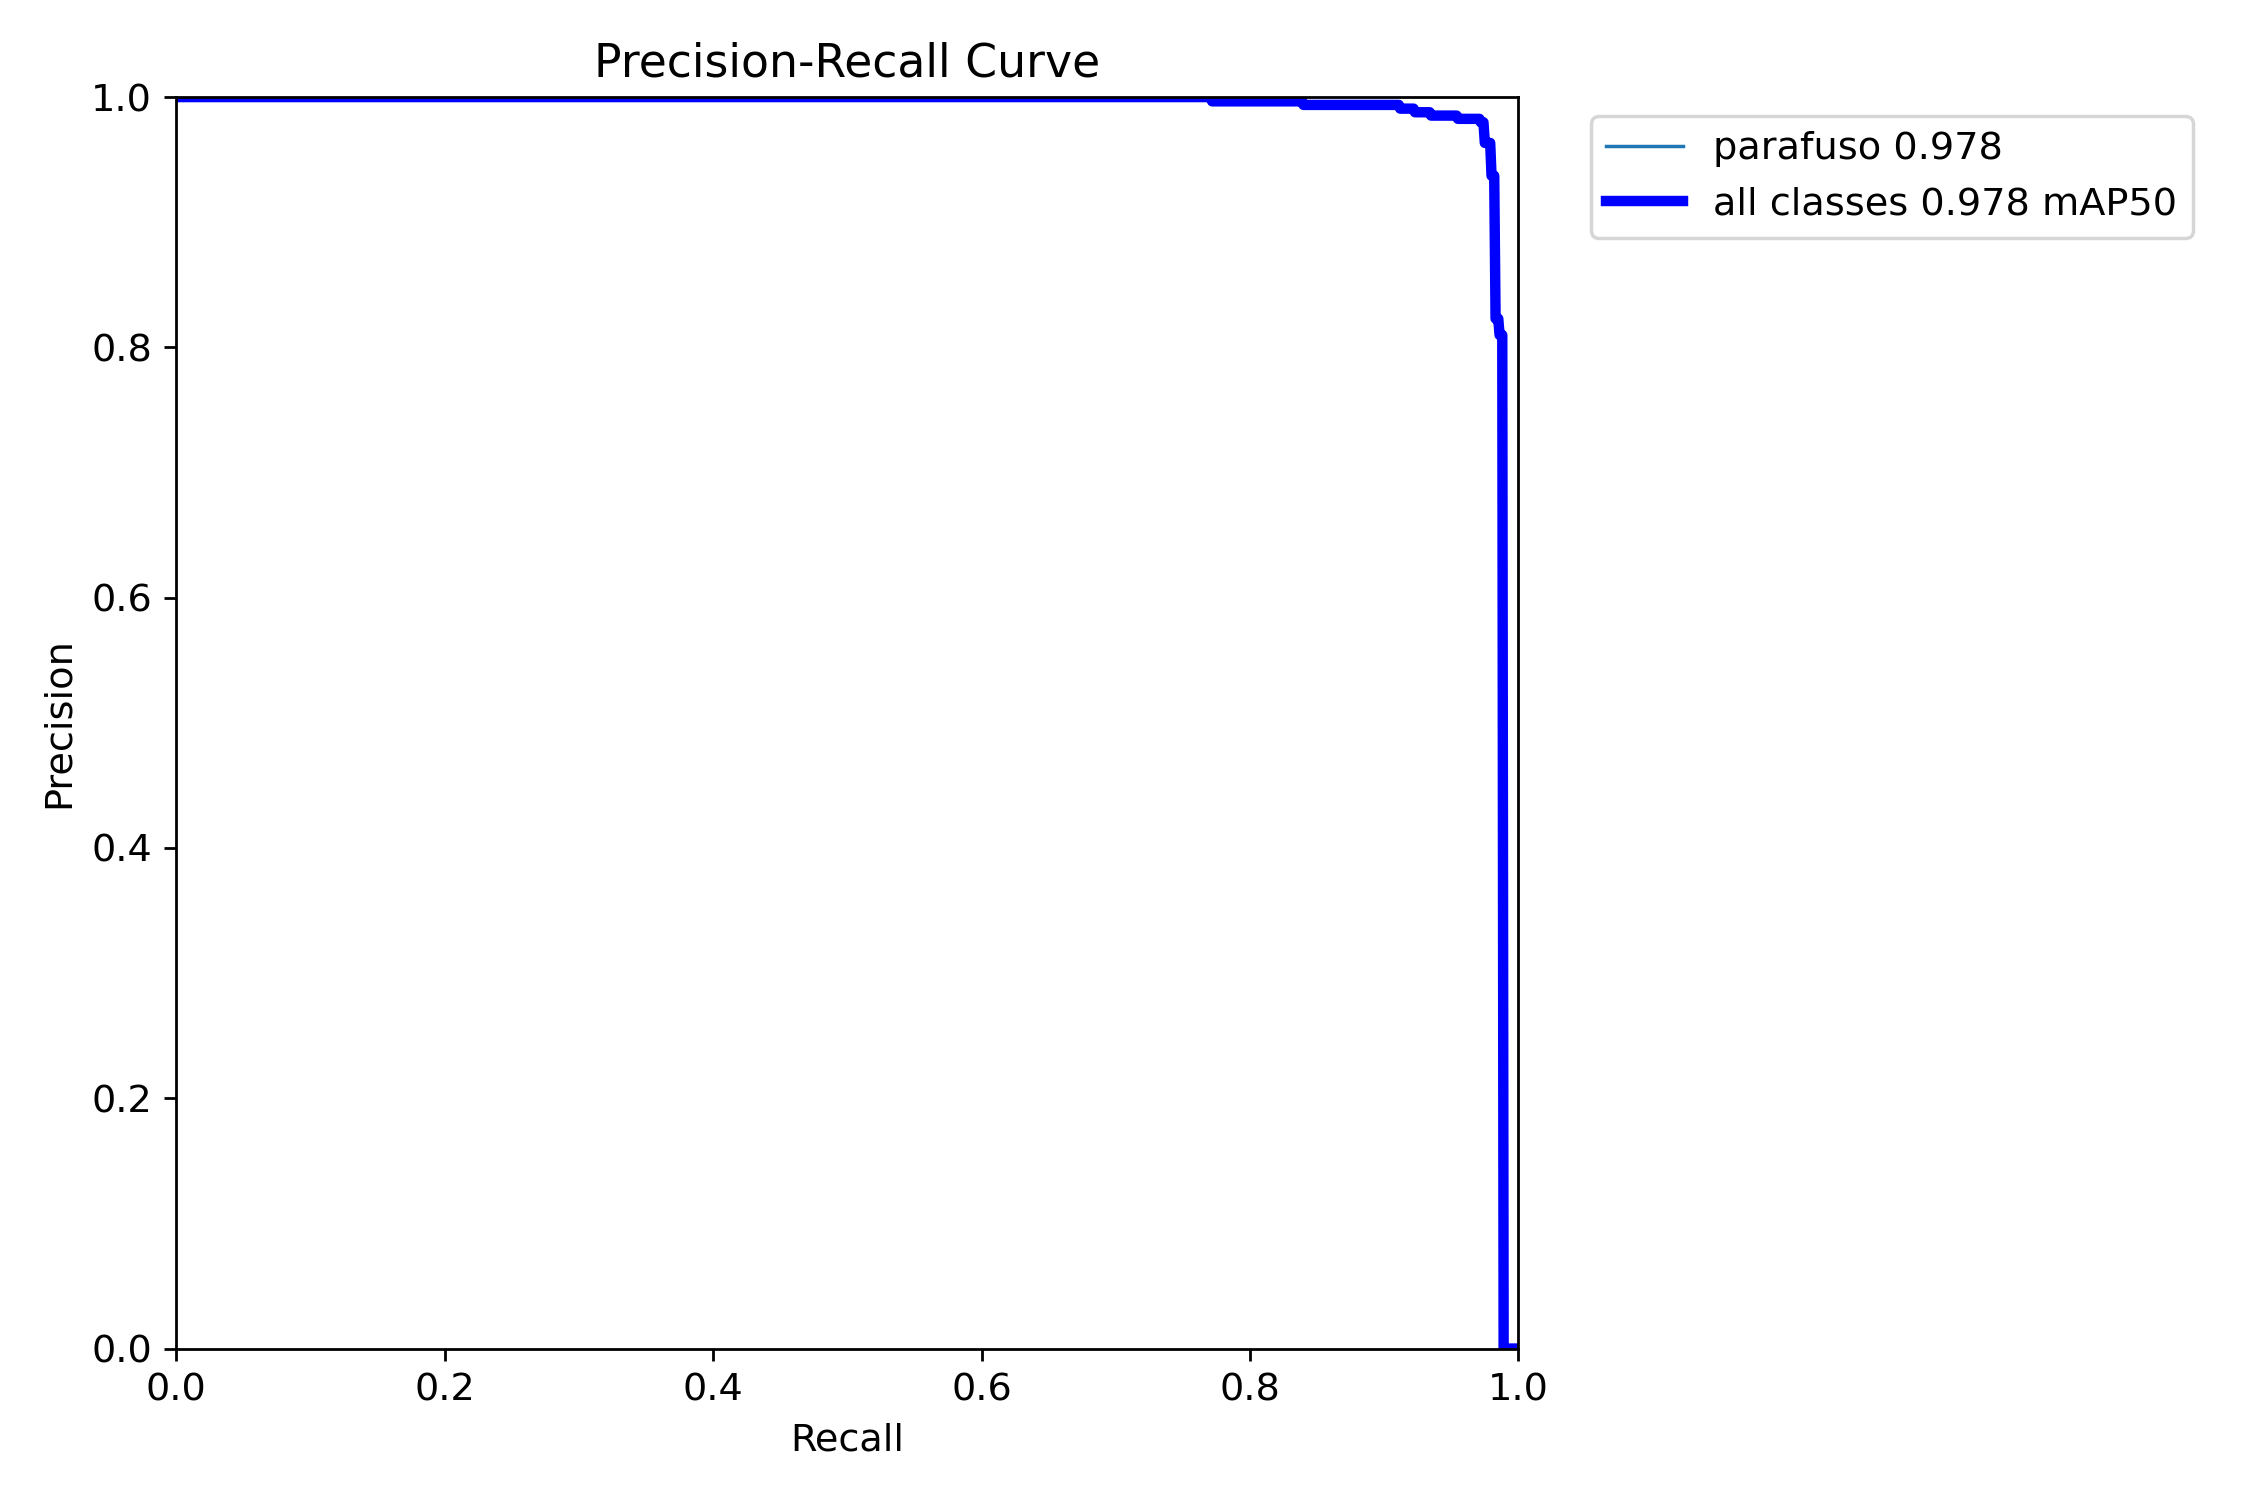 Precision-Recall Curve
1.0
0.8
0.6
0.4
0.2
0.0
Precision
0.0 0.2 0.4 0.6 0.8 1.0
Recall
parafuso 0.978
all classes 0.978 mAP50